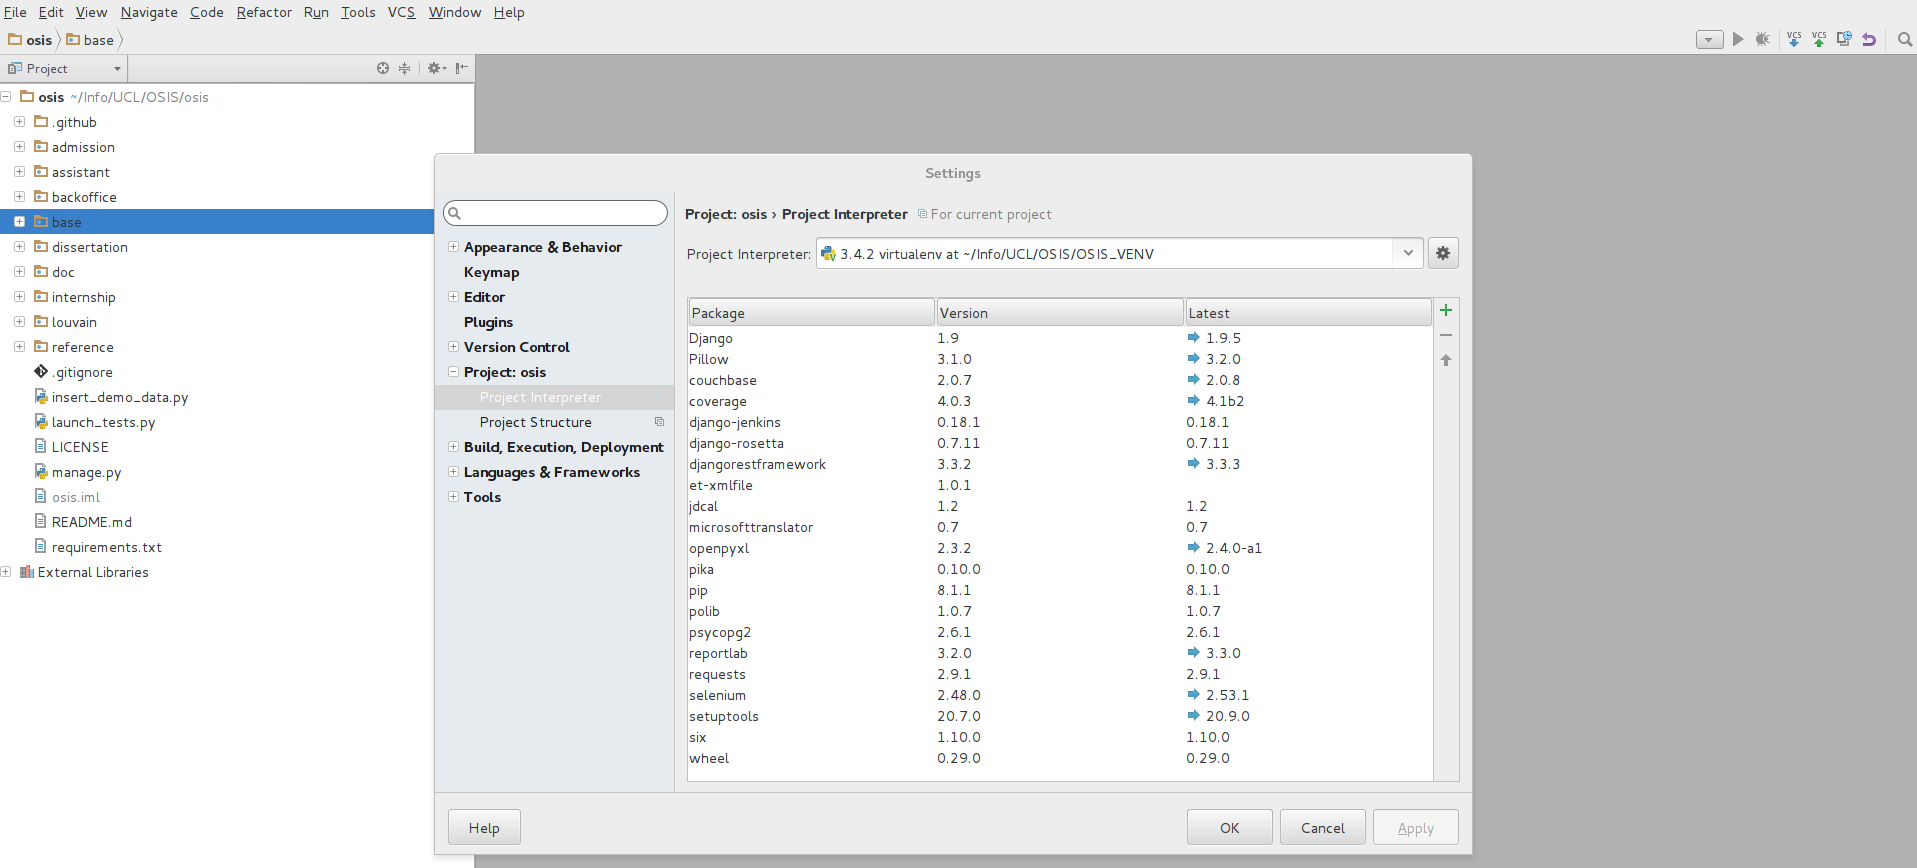 File Edit View Navigate Code Refactor Run Tools VCS Window Help
osis base
VCS VCS
Project
osis ~/Info/UCL/OSIS/osis
.github
admission
assistant
backoffice
base
dissertation
doc
internship
louvain
reference
.gitignore
insert_demo_data.py
launch_tests.py
LICENSE
manage.py
osis.iml
README.md
requirements.txt
External Libraries
Settings
Appearance & Behavior
Keymap
Editor
Plugins
Version Control
Project: osis
Project Interpreter
Project Structure
Build, Execution, Deployment
Languages & Frameworks
Tools
Project: osis › Project Interpreter For current project
Project Interpreter: 3.4.2 virtualenv at ~/Info/UCL/OSIS/OSIS_VENV
Package Version Latest
Django 1.9 1.9.5
Pillow 3.1.0 3.2.0
couchbase 2.0.7 2.0.8
coverage 4.0.3 4.1b2
django-jenkins 0.18.1 0.18.1
django-rosetta 0.7.11 0.7.11
djangorestframework 3.3.2 3.3.3
et-xmlfile 1.0.1
jdcal 1.2 1.2
microsofttranslator 0.7 0.7
openpyxl 2.3.2 2.4.0-a1
pika 0.10.0 0.10.0
pip 8.1.1 8.1.1
polib 1.0.7 1.0.7
psycopg2 2.6.1 2.6.1
reportlab 3.2.0 3.3.0
requests 2.9.1 2.9.1
selenium 2.48.0 2.53.1
setuptools 20.7.0 20.9.0
six 1.10.0 1.10.0
wheel 0.29.0 0.29.0
Help OK Cancel Apply